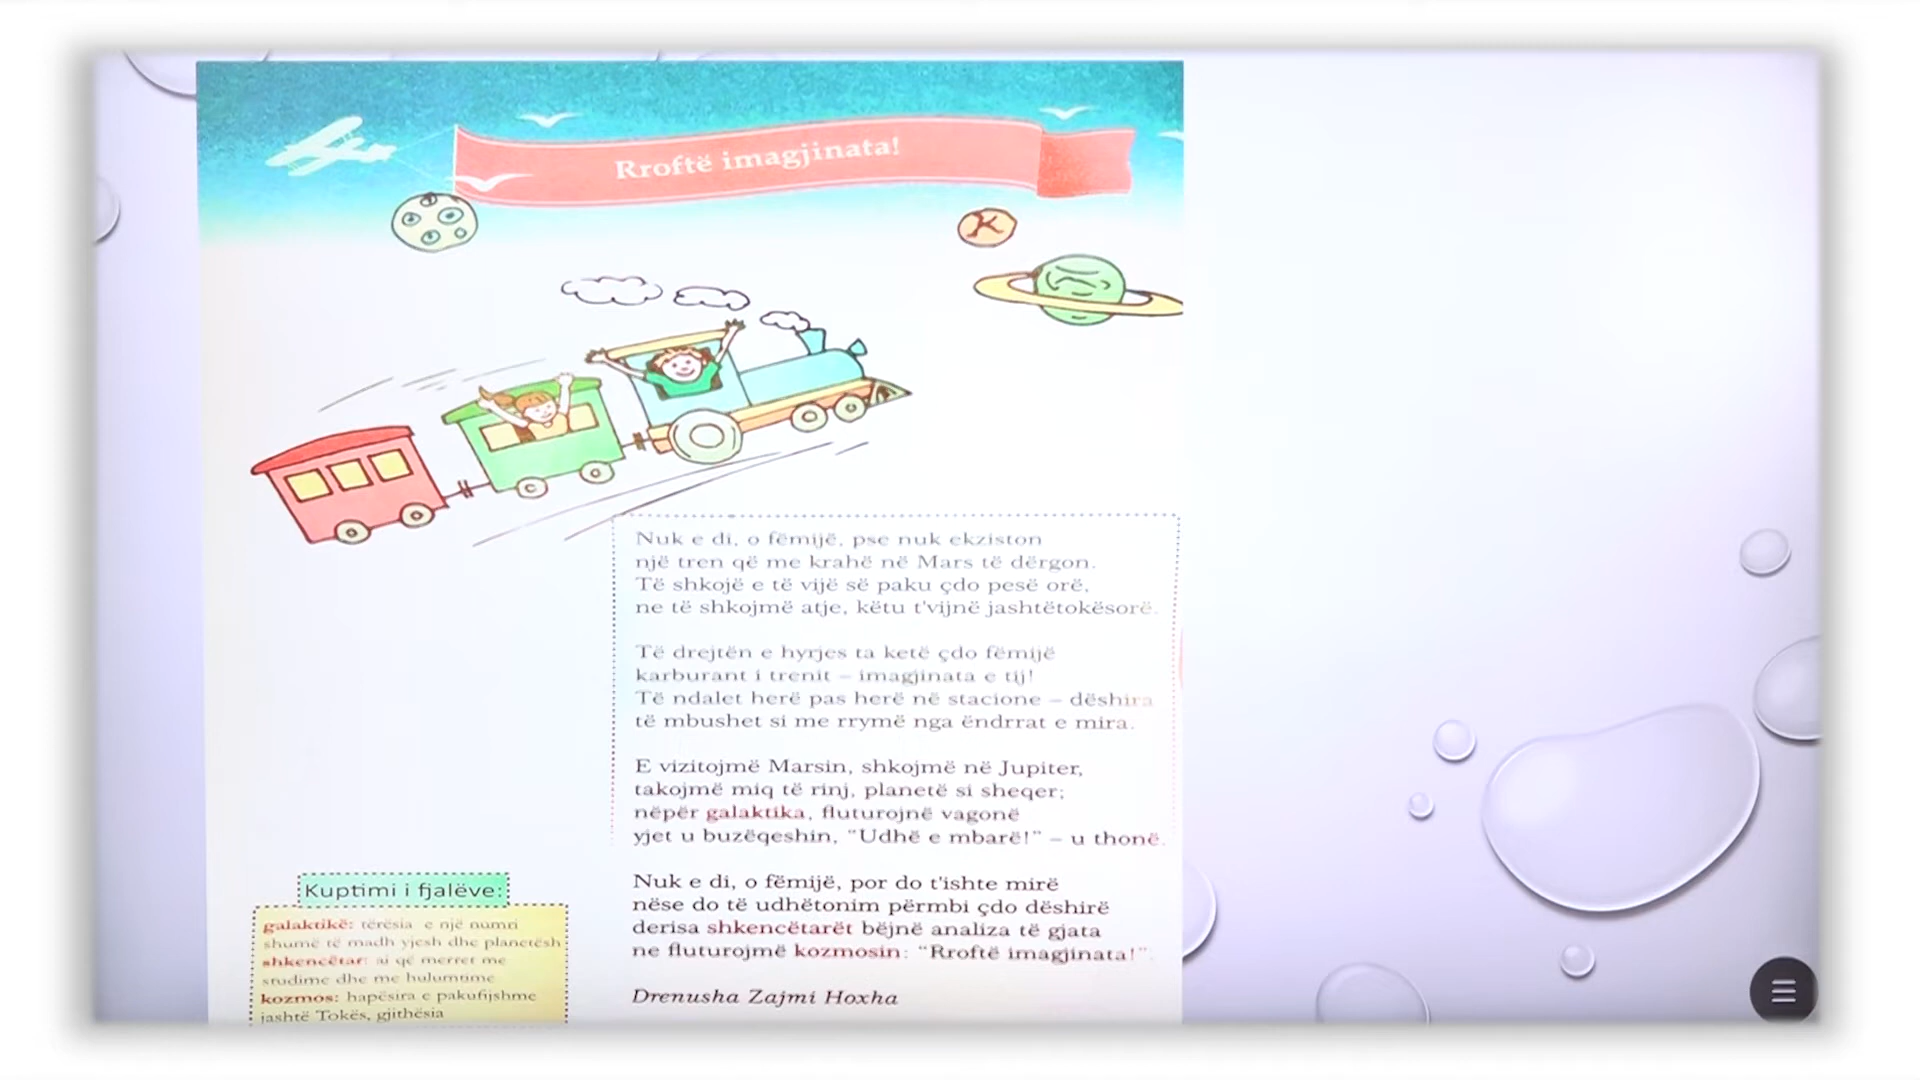 Rroftë imagjinata!
Nuk e di, o fëmijë, pse nuk ekziston
një tren që me krahë në Mars të dërgon.
Të shkojë e të vijë së paku çdo pesë orë,
ne të shkojmë atje, këtu t'vijnë jashtëtokësorë.
Të drejtën e hyrjes ta ketë çdo fëmijë
karburant i trenit – imagjinata e tij!
Të ndalet herë pas herë në stacione – dëshira
të mbushet si me rrymë nga ëndrrat e mira.
E vizitojmë Marsin, shkojmë në Jupiter,
takojmë miq të rinj, planetë si sheqer;
nëpër galaktika, fluturojnë vagonë
yjet u buzëqeshin, “Udhë e mbarë!” – u thonë.
Nuk e di, o fëmijë, por do t'ishte mirë
nëse do të udhëtonim përmbi çdo dëshirë
derisa shkencëtarët bëjnë analiza të gjata
ne fluturojmë kozmosin: “Rroftë imagjinata!”.
Drenusha Zajmi Hoxha
Kuptimi i fjalëve:
galaktikë: tërësia e një numri
shumë të madh yjesh dhe planetësh
shkencëtar: ai që merret me
studime dhe me hulumtime
kozmos: hapësira e pakufijshme
jashtë Tokës, gjithësia